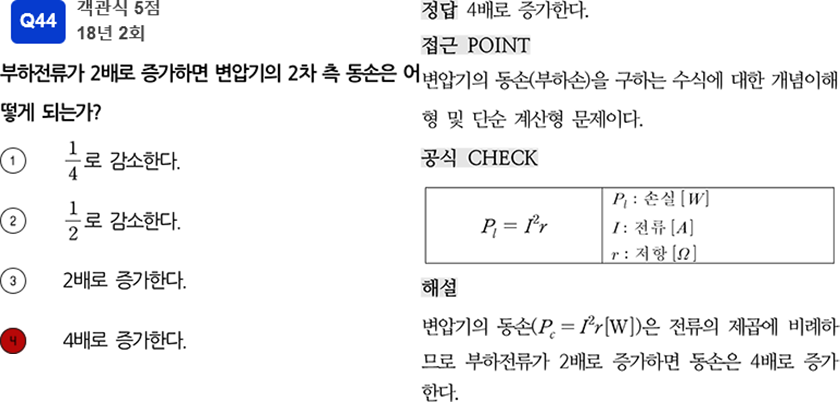 Q44
객관식 5점
18년 2회
부하전류가 2배로 증가하면 변압기의 2차 측 동손은 어
떻게 되는가?
① 1/4로 감소한다.
② 1/2로 감소한다.
③ 2배로 증가한다.
④ 4배로 증가한다.
정답 4배로 증가한다.
접근 POINT
변압기의 동손(부하손)을 구하는 수식에 대한 개념이해
형 및 단순 계산형 문제이다.
공식 CHECK
P_l = I²r
P_l : 손실 [W]
I : 전류 [A]
r : 저항 [Ω]
해설
변압기의 동손(P_c = I²r[W])은 전류의 제곱에 비례하
므로 부하전류가 2배로 증가하면 동손은 4배로 증가
한다.